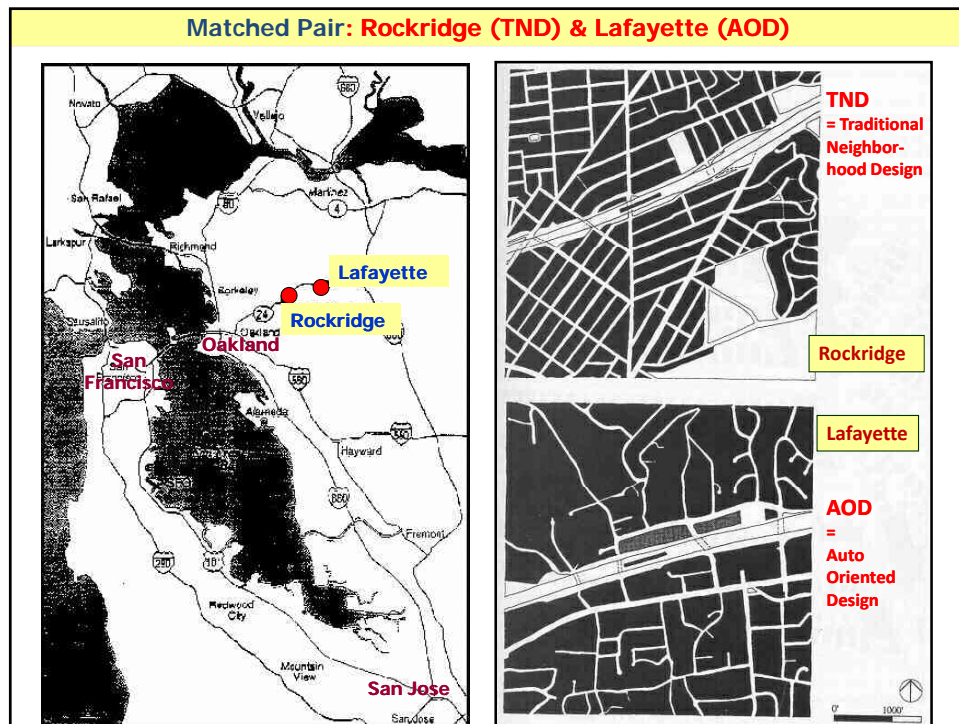 Matched Pair: Rockridge (TND) & Lafayette (AOD)
Novato
Vallejo
680
San Rafael
Martinez
80
4
Larkspur
Richmond
Lafayette
Berkeley
24
Rockridge
Sausalito
Oakland
Oakland
San
Francisco
580
Alameda
Hayward
880
Fremont
280
101
Redwood
City
Mountain
View
San Jose
San Jose
TND
= Traditional
Neighbor-
hood Design
Rockridge
Lafayette
AOD
=
Auto
Oriented
Design
0'
1000'